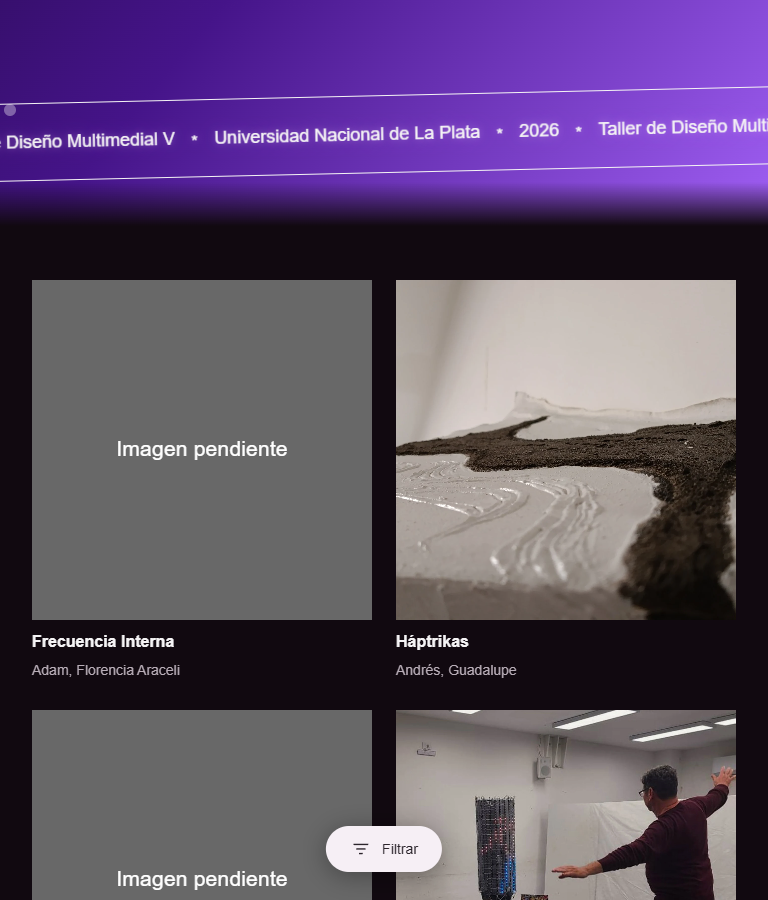 Diseño Multimedial V * Universidad Nacional de La Plata * 2026 * Taller de Diseño
Imagen pendiente
Frecuencia Interna
Háptrikas
Adam, Florencia Araceli
Andrés, Guadalupe
Imagen pendiente
Filtrar